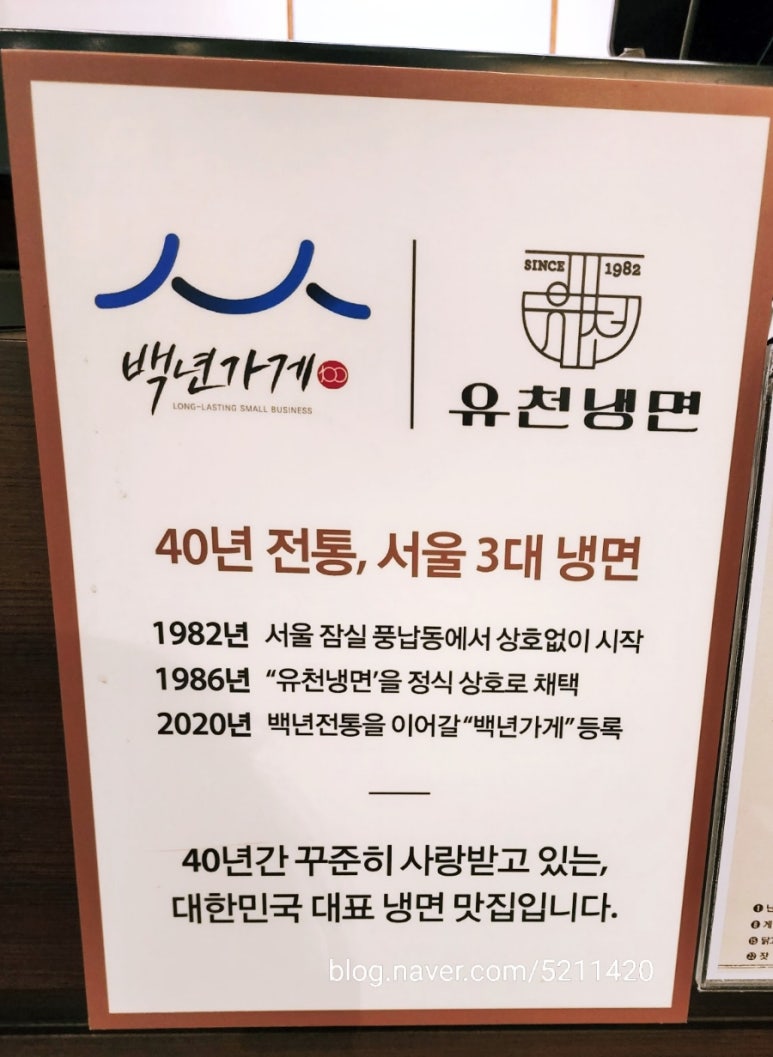 백년가게 100
LONG-LASTING SMALL BUSINESS
SINCE 1982
유천
유천냉면
40년 전통, 서울 3대 냉면
1982년 서울 잠실 풍납동에서 상호없이 시작
1986년 “유천냉면’을 정식 상호로 채택
2020년 백년전통을 이어갈 “백년가게” 등록
40년간 꾸준히 사랑받고 있는,
대한민국 대표 냉면 맛집입니다.
blog.naver.com/5211420